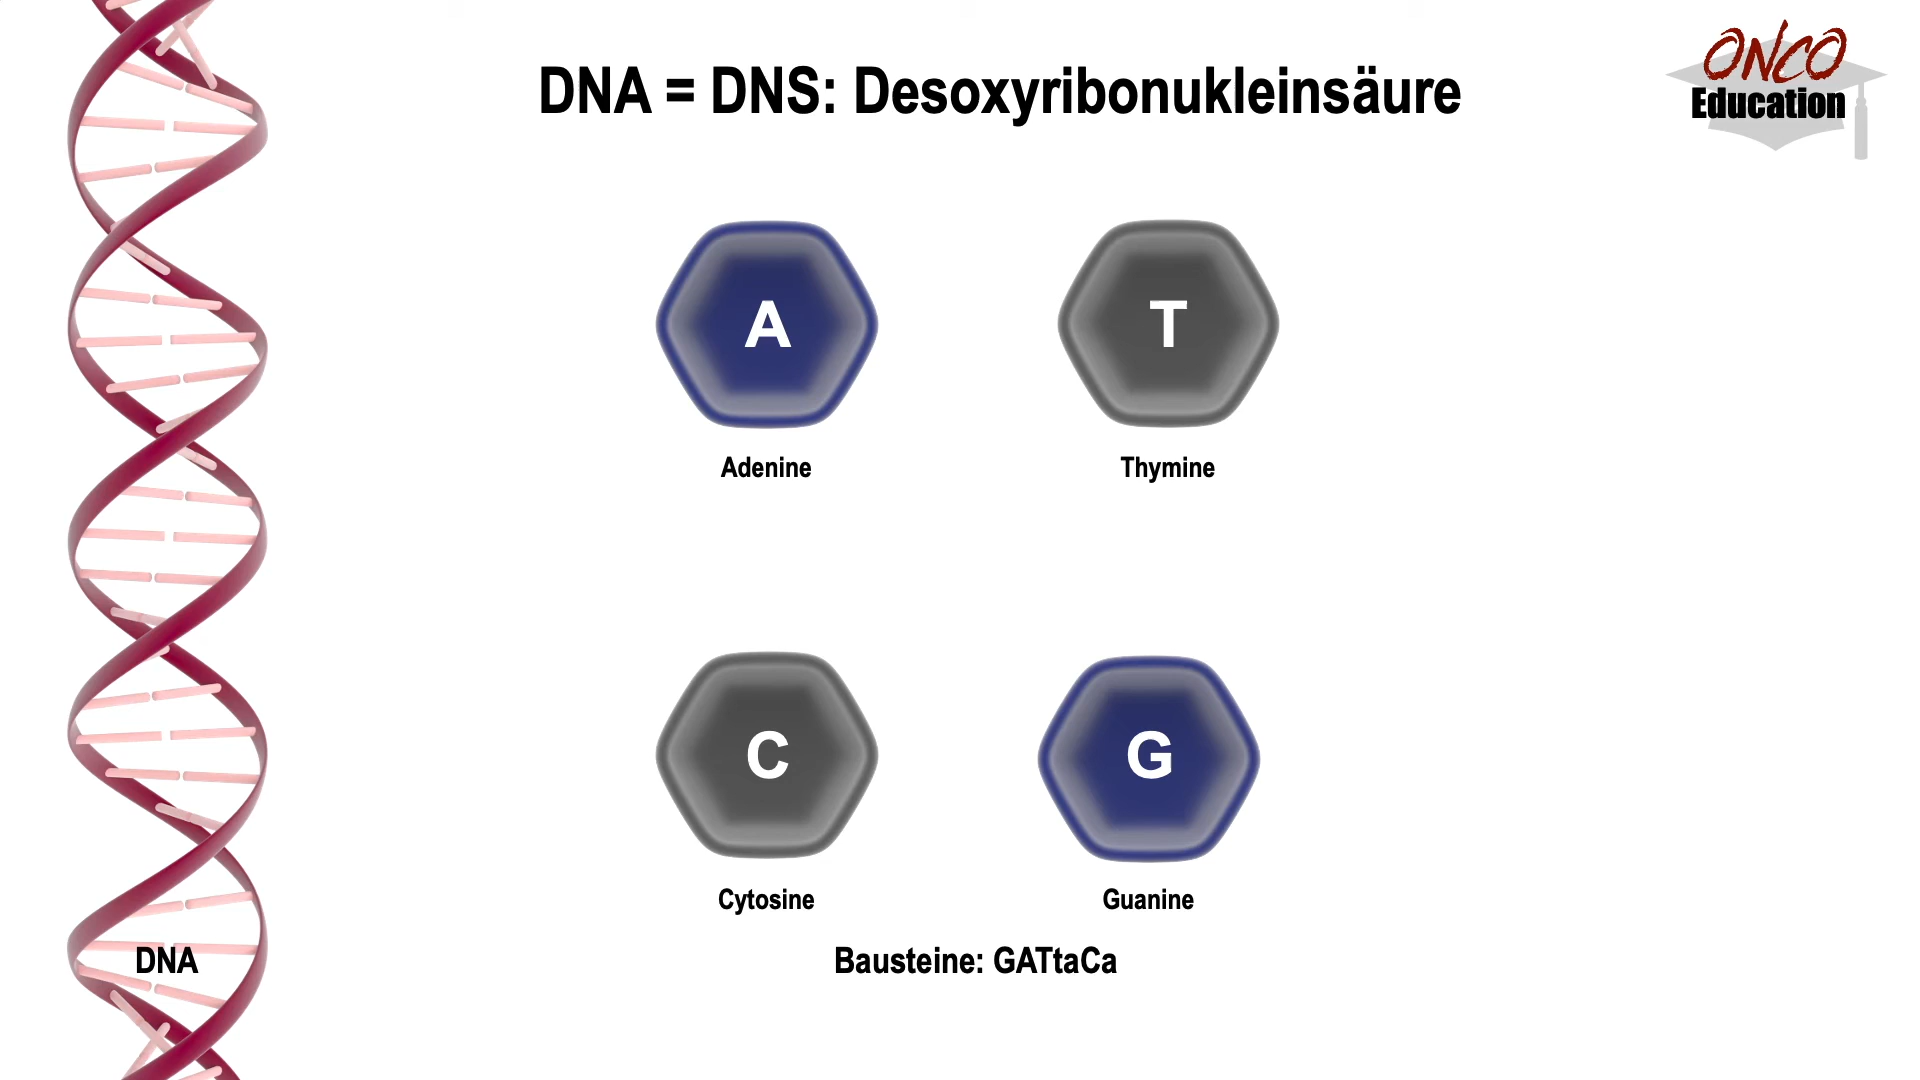 ONCO
Education
DNA = DNS: Desoxyribonukleinsäure
A
T
Adenine
Thymine
C
G
Cytosine
Guanine
DNA
Bausteine: GATtaCa